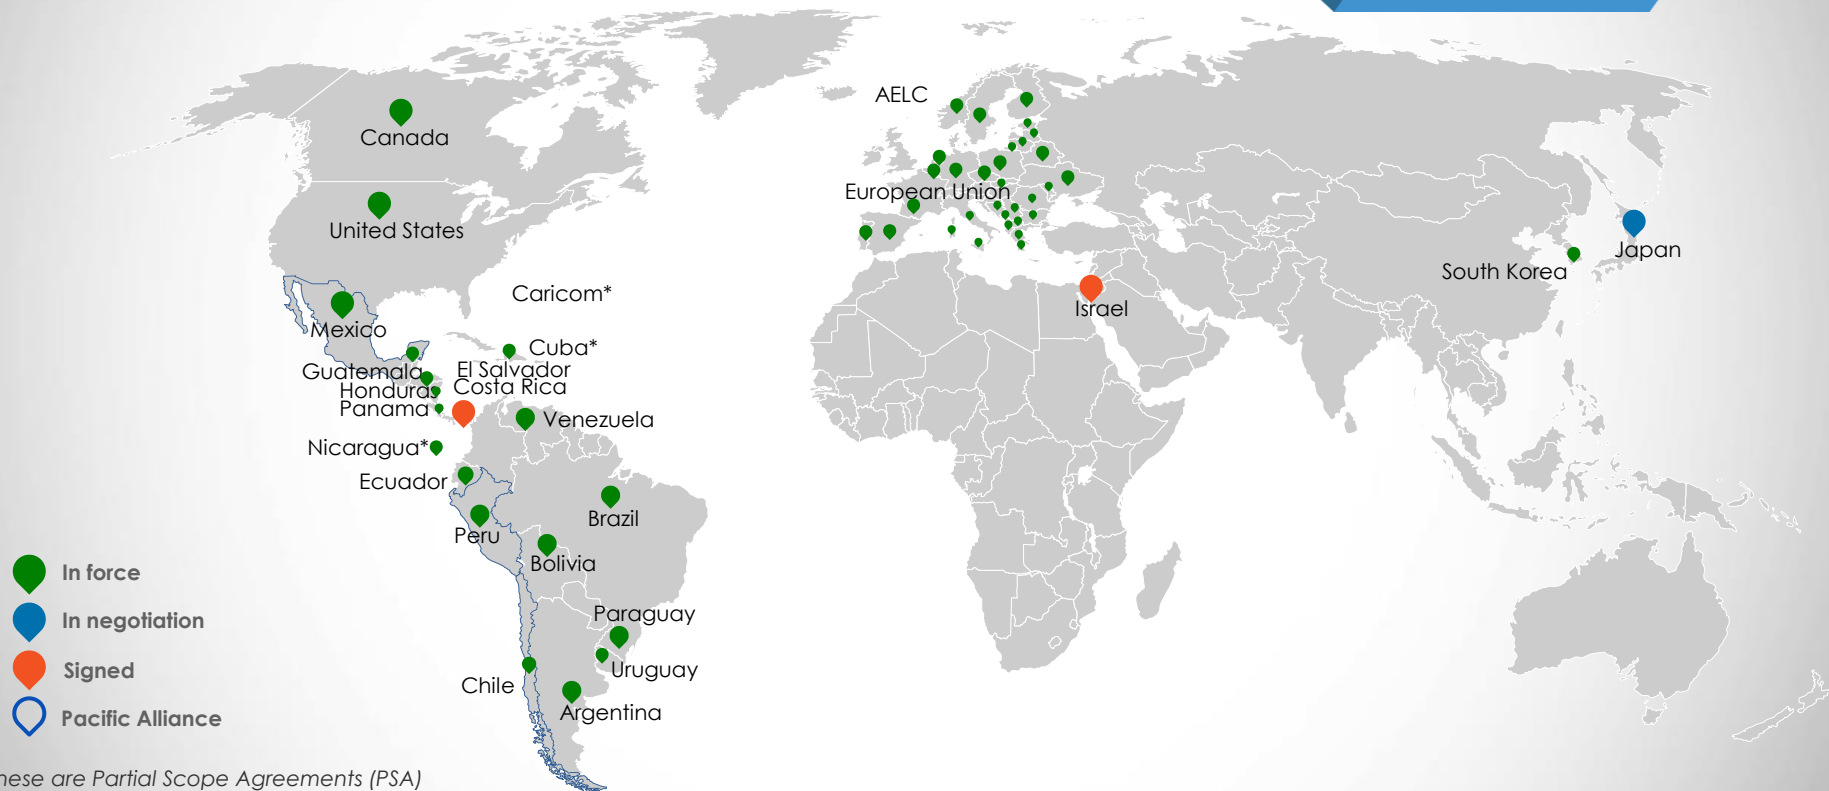 AELC
Canada
European Union
United States
Japan
South Korea
Caricom*
Israel
Mexico
Cuba*
Guatemala
El Salvador
Honduras
Costa Rica
Panama
Venezuela
Nicaragua*
Ecuador
Brazil
Peru
Bolivia
Paraguay
Uruguay
Chile
Argentina
In force
In negotiation
Signed
Pacific Alliance
hese are Partial Scope Agreements (PSA)